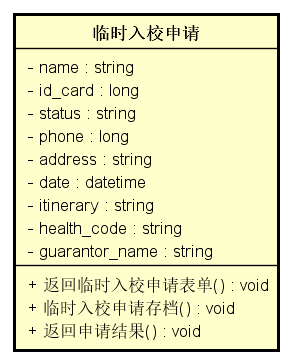 临时入校申请
- name : string
- id_card : long
- status : string
- phone : long
- address : string
- date : datetime
- itinerary : string
- health_code : string
- guarantor_name : string
+ 返回临时入校申请表单() : void
+ 临时入校申请存档() : void
+ 返回申请结果() : void